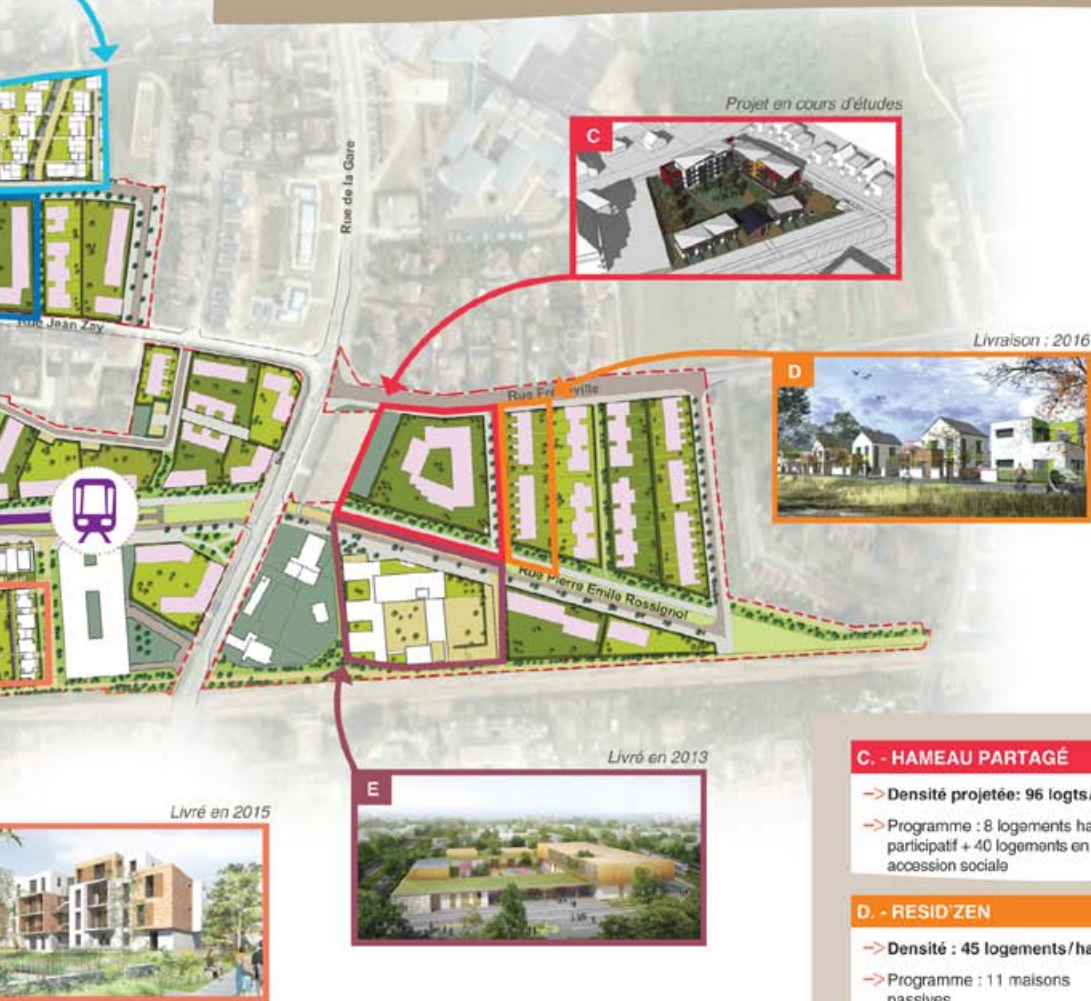 Projet en cours d'études
C
Rue de la Gare
Rue Jean Zay
Livraison : 2016
D
Rue
Rue Pierre Emile Rossignol
Livré en 2013
E
Livré en 2015
C. - HAMEAU PARTAGÉ
->Densité projetée: 96 logts/
->Programme : 8 logements ha
participatif + 40 logements en
accession sociale
D. - RESID'ZEN
->Densité : 45 logements/ha
->Programme : 11 maisons
passives